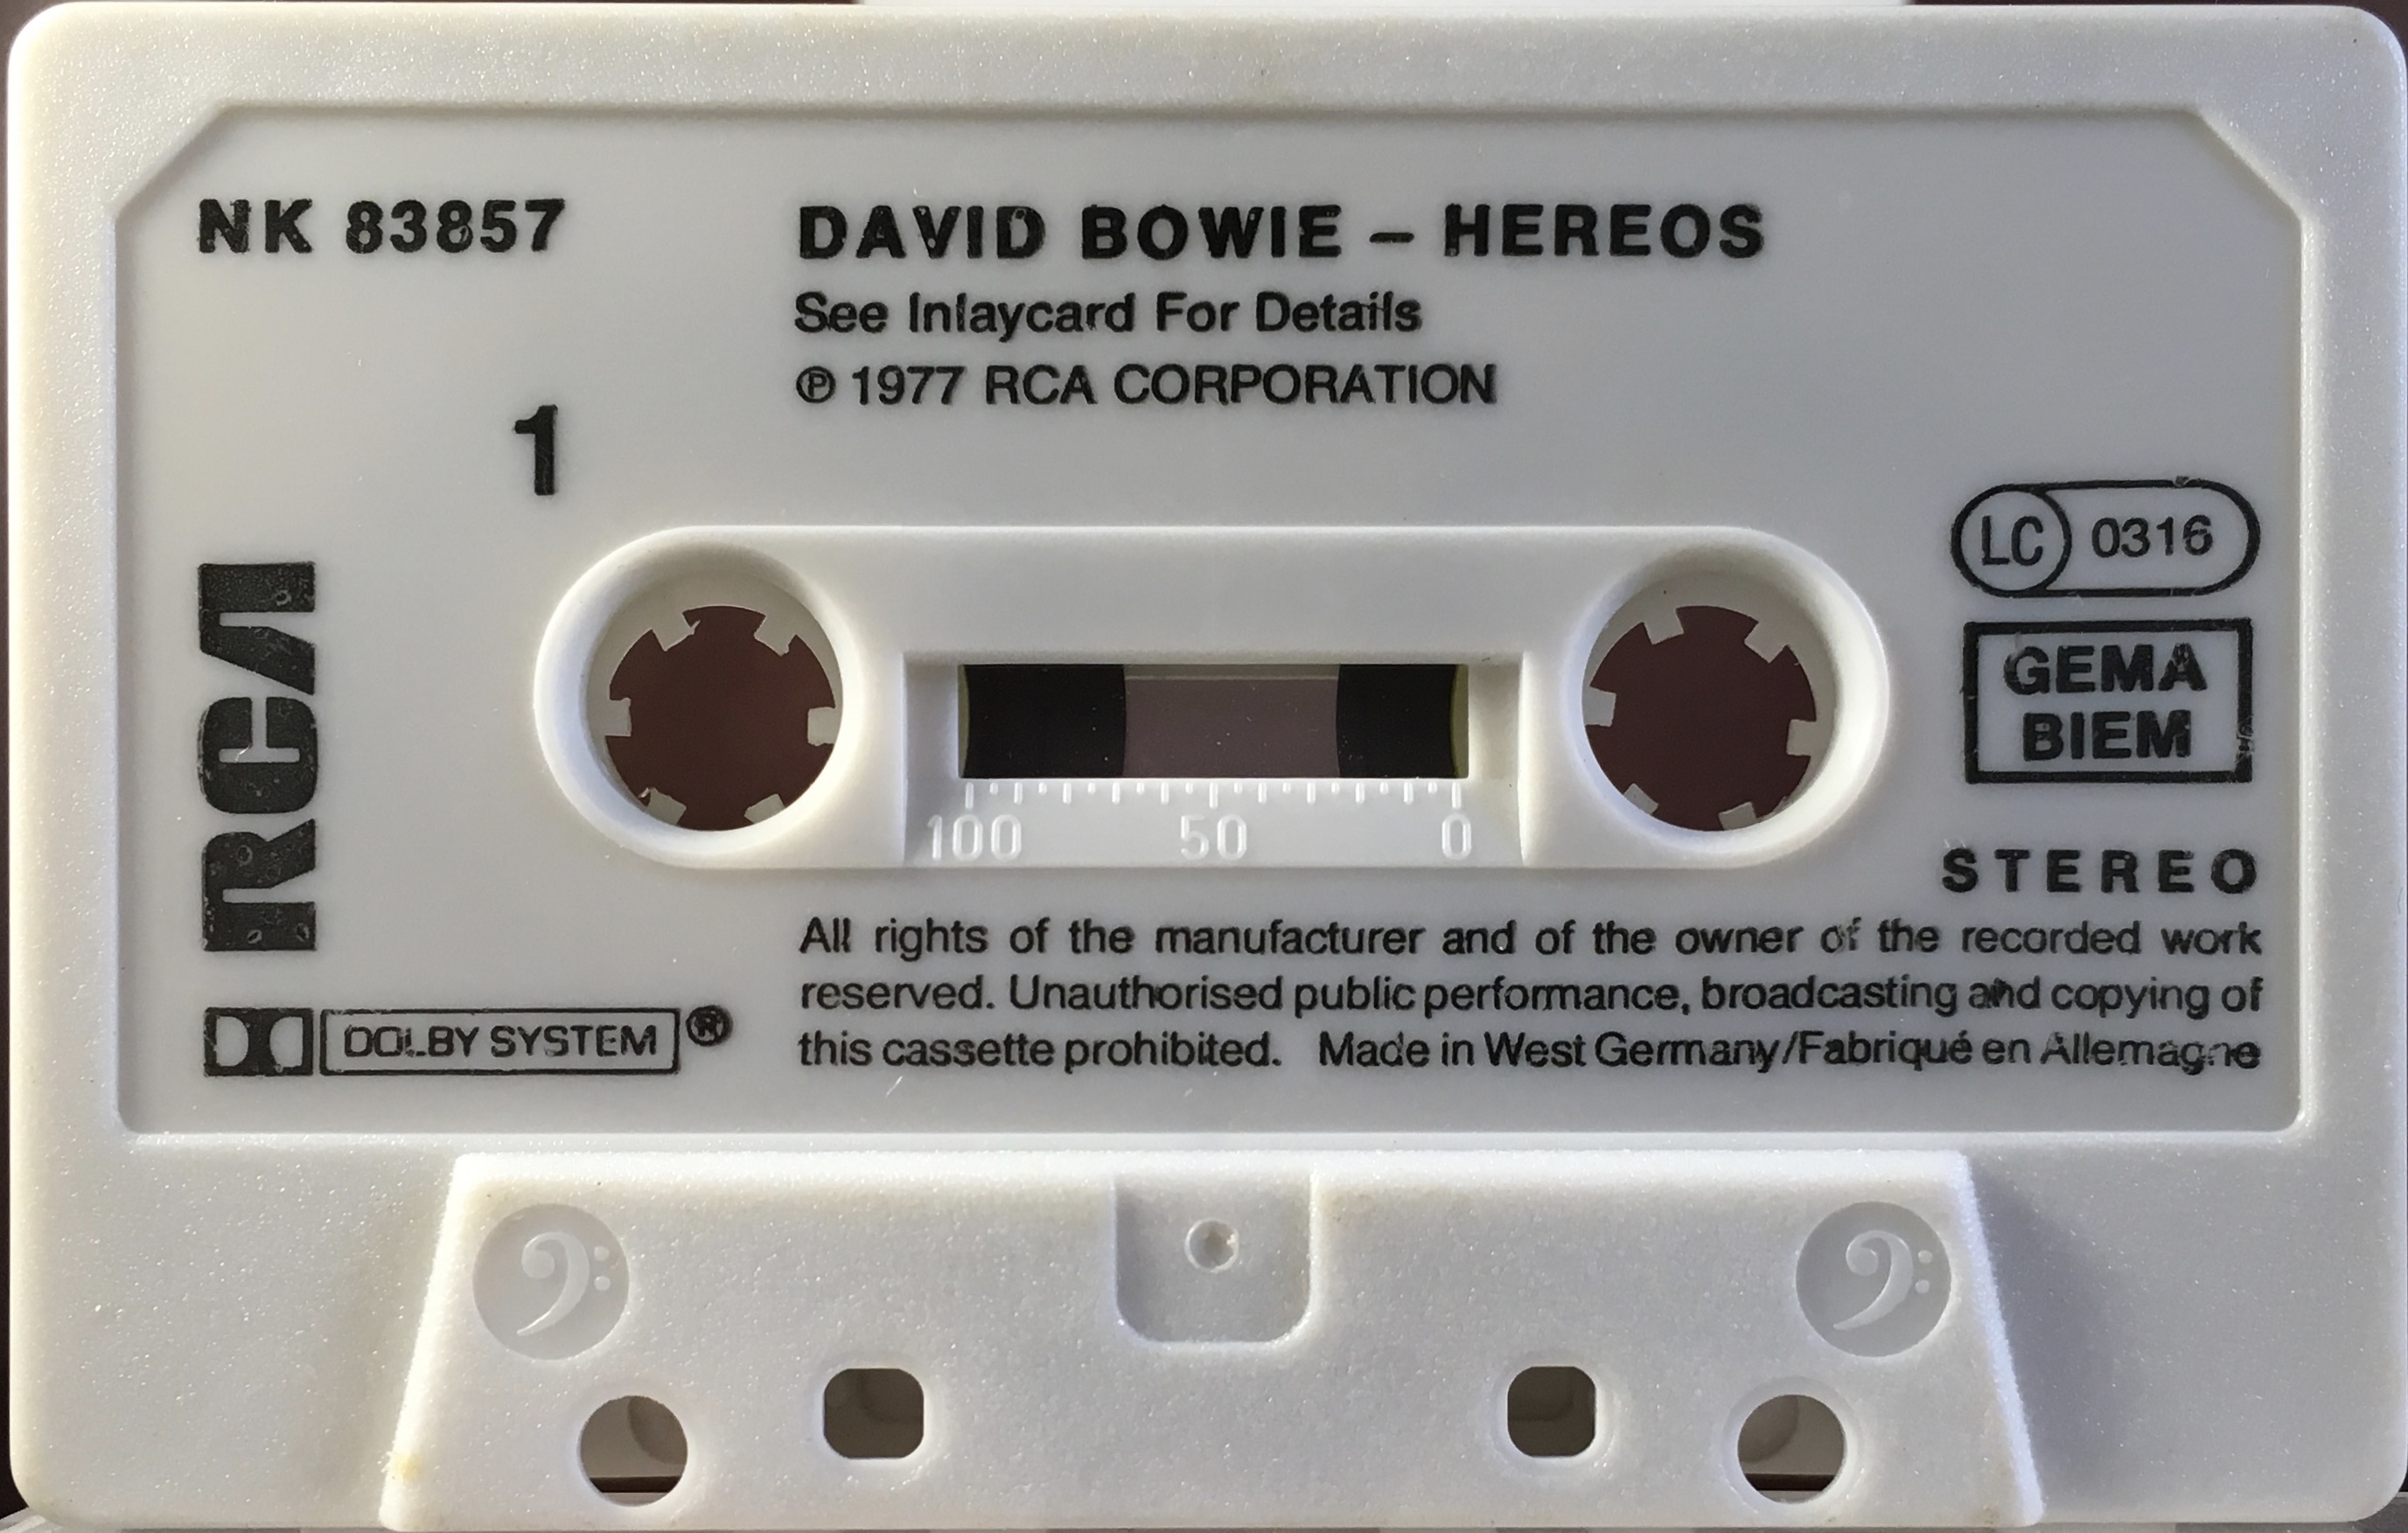 NK 83857
DAVID BOWIE – HEREOS
See Inlaycard For Details
℗ 1977 RCA CORPORATION
1
LC 0316
RCA
GEMA
BIEM
100 50 0
STEREO
All rights of the manufacturer and of the owner of the recorded work
reserved. Unauthorised public performance, broadcasting and copying of
this cassette prohibited. Made in West Germany/Fabriqué en Allemagne
DOLBY SYSTEM ®